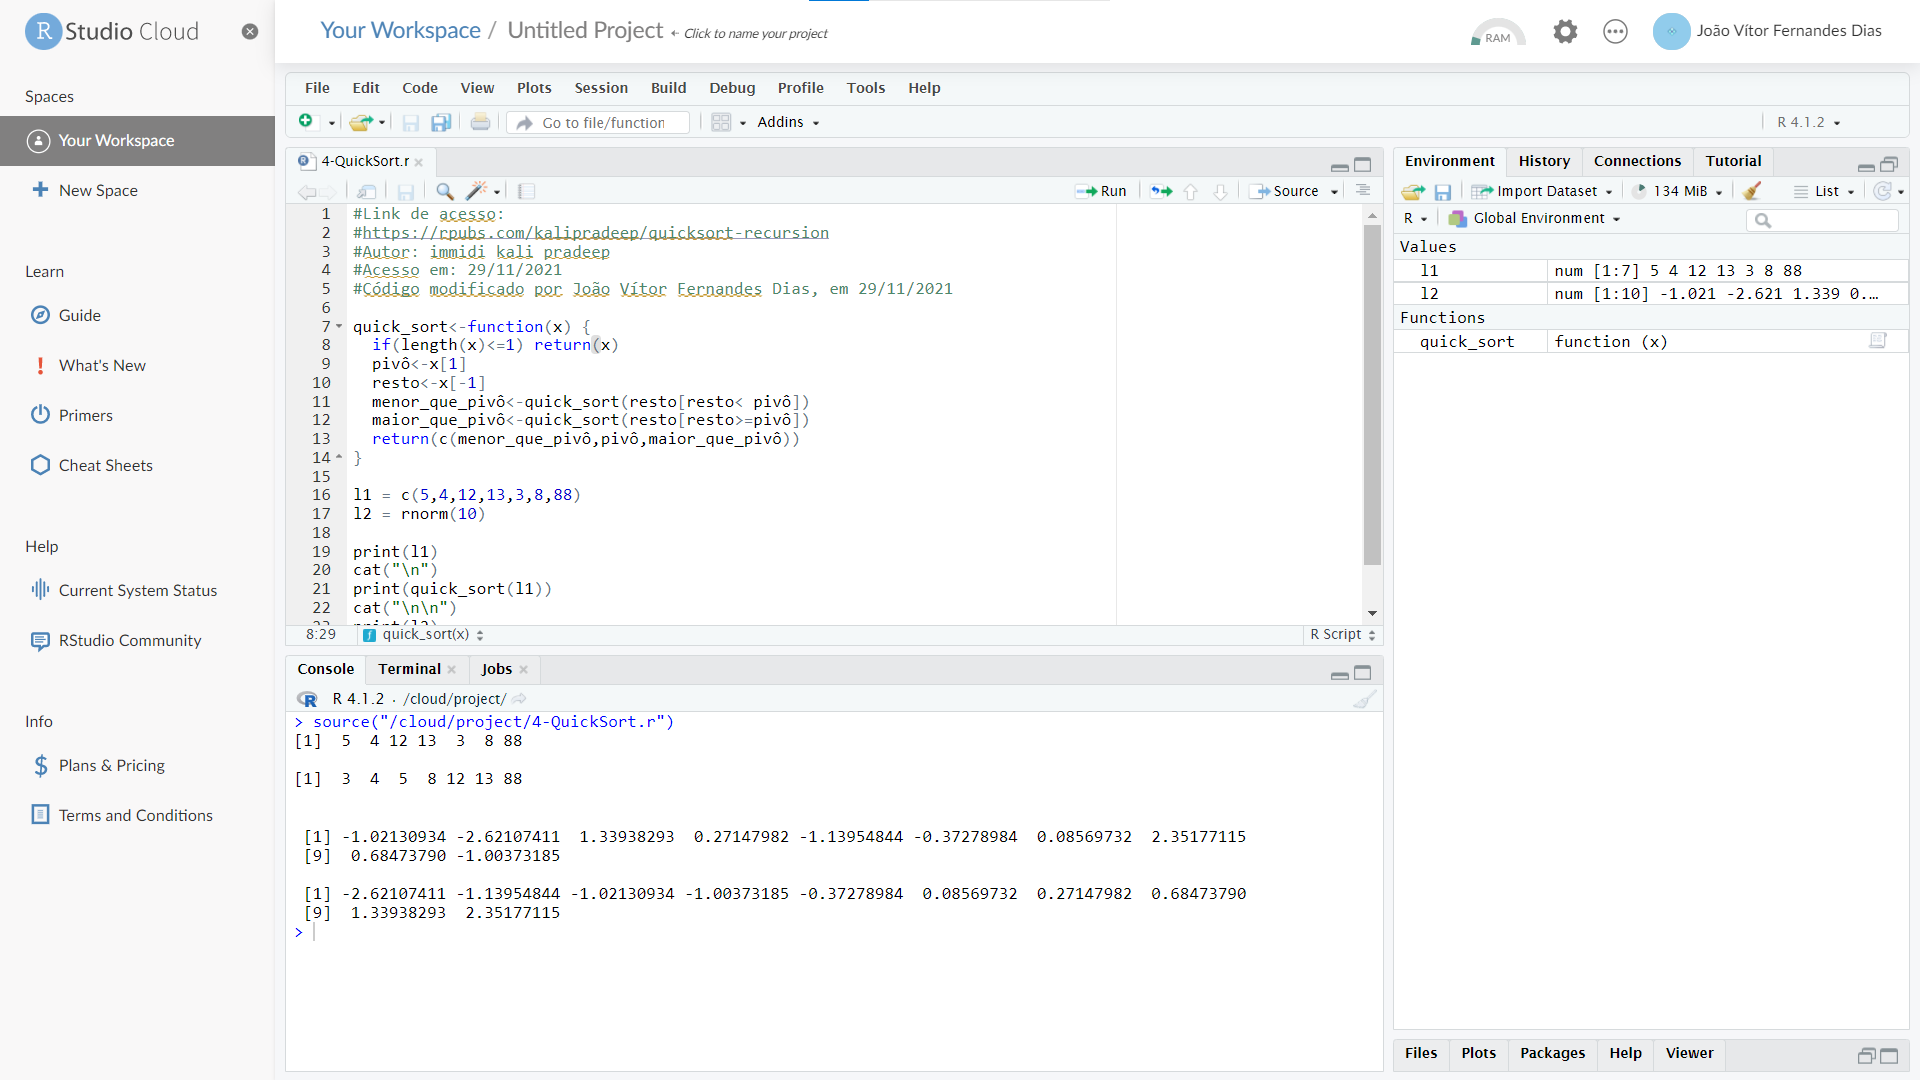 RStudio Cloud
Spaces
Your Workspace
New Space
Learn
Guide
What's New
Primers
Cheat Sheets
Help
Current System Status
RStudio Community
Info
Plans & Pricing
Terms and Conditions
Your Workspace / Untitled Project ← Click to name your project
RAM
João Vítor Fernandes Dias
File Edit Code View Plots Session Build Debug Profile Tools Help
Go to file/function Addins R 4.1.2
4-QuickSort.r
Run Source
1 #Link de acesso:
2 #https://rpubs.com/kalipradeep/quicksort-recursion
3 #Autor: immidi kali pradeep
4 #Acesso em: 29/11/2021
5 #Código modificado por João Vítor Fernandes Dias, em 29/11/2021
6
7 quick_sort<-function(x) {
8 if(length(x)<=1) return(x)
9 pivô<-x[1]
10 resto<-x[-1]
11 menor_que_pivô<-quick_sort(resto[resto< pivô])
12 maior_que_pivô<-quick_sort(resto[resto>=pivô])
13 return(c(menor_que_pivô,pivô,maior_que_pivô))
14 }
15
16 l1 = c(5,4,12,13,3,8,88)
17 l2 = rnorm(10)
18
19 print(l1)
20 cat("\n")
21 print(quick_sort(l1))
22 cat("\n\n")
23 print(l2)
8:29 quick_sort(x) R Script
Console Terminal Jobs
R 4.1.2 · /cloud/project/
> source("/cloud/project/4-QuickSort.r")
[1]  5  4 12 13  3  8 88
[1]  3  4  5  8 12 13 88
[1] -1.02130934 -2.62107411  1.33938293  0.27147982 -1.13954844 -0.37278984  0.08569732  2.35177115
[9]  0.68473790 -1.00373185
[1] -2.62107411 -1.13954844 -1.02130934 -1.00373185 -0.37278984  0.08569732  0.27147982  0.68473790
[9]  1.33938293  2.35177115
>
Environment History Connections Tutorial
Import Dataset 134 MiB List
R Global Environment
Values
l1 num [1:7] 5 4 12 13 3 8 88
l2 num [1:10] -1.021 -2.621 1.339 0.…
Functions
quick_sort function (x)
Files Plots Packages Help Viewer